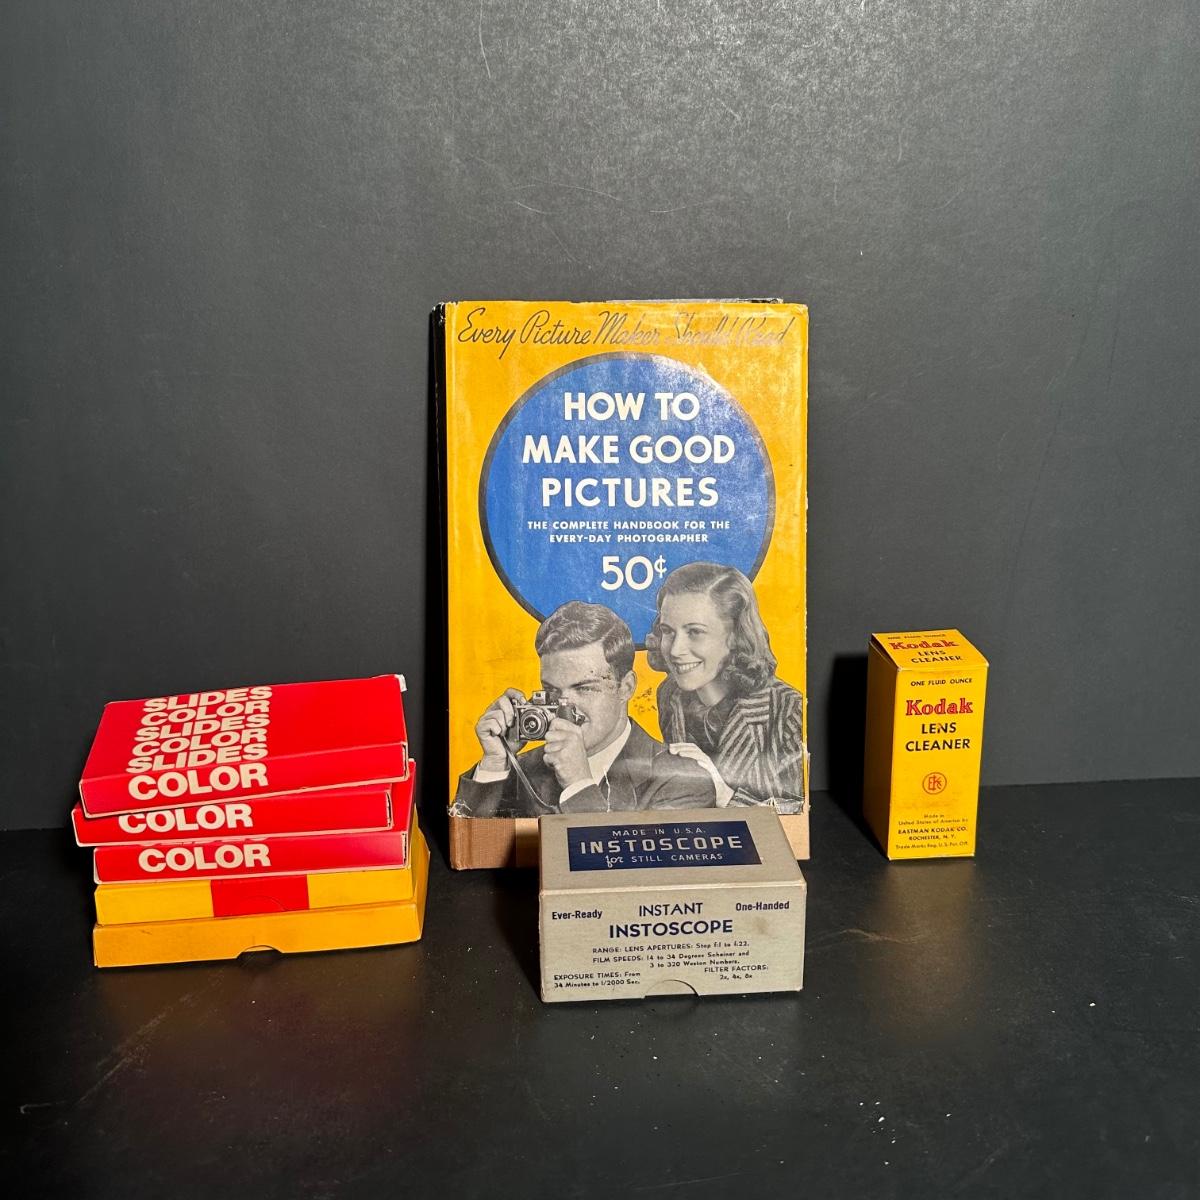 Every Picture Maker Should Read
HOW TO
MAKE GOOD
PICTURES
THE COMPLETE HANDBOOK FOR THE
EVERY-DAY PHOTOGRAPHER
50¢
SLIDES
COLOR
SLIDES
COLOR
SLIDES
COLOR
COLOR
COLOR
MADE IN U.S.A.
INSTOSCOPE
for STILL CAMERAS
Ever-Ready INSTANT One-Handed
INSTOSCOPE
RANGE: LENS APERTURES: Stop f:1 to f:22.
FILM SPEEDS: 14 to 34 Degrees Scheiner and
3 to 320 Weston Numbers.
EXPOSURE TIMES: From FILTER FACTORS:
34 Minutes to 1/2000 Sec. 2x, 4x, 8x
ONE FLUID OUNCE
Kodak
LENS
CLEANER
ONE FLUID OUNCE
Kodak
LENS
CLEANER
EKC
Made in
United States of America by
EASTMAN KODAK CO.
ROCHESTER, N. Y.
Trade Marks Reg. U.S. Pat. Off.